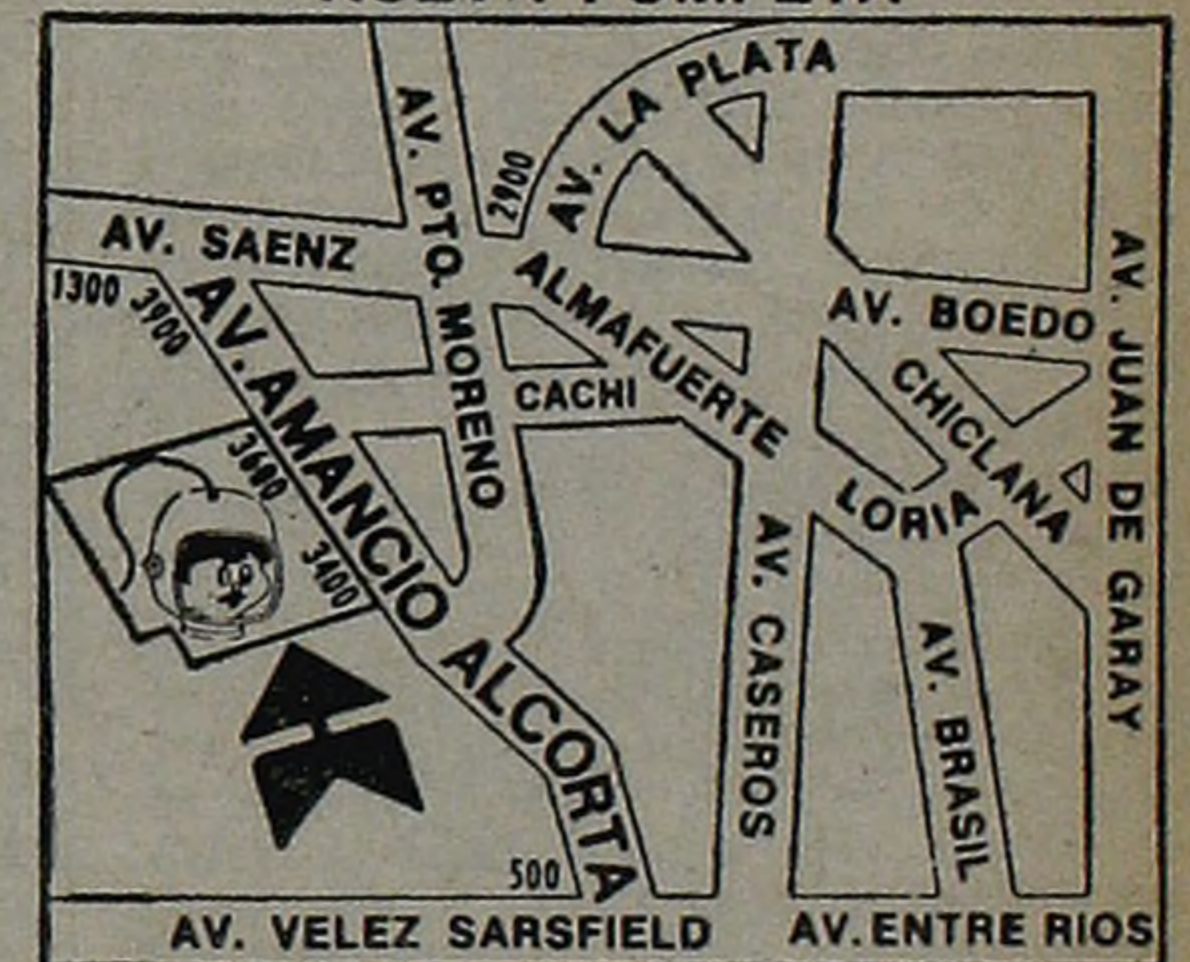 AV. LA PLATA
AV. PTO. MORENO
2900
AV. SAENZ
1300
3900
AV. AMANCIO ALCORTA
ALMAFUERTE
AV. BOEDO
AV. JUAN DE GARAY
CACHI
CHICLANA
LORIA
3600
3400
AV. CASEROS
AV. BRASIL
500
AV. VELEZ SARSFIELD
AV. ENTRE RIOS